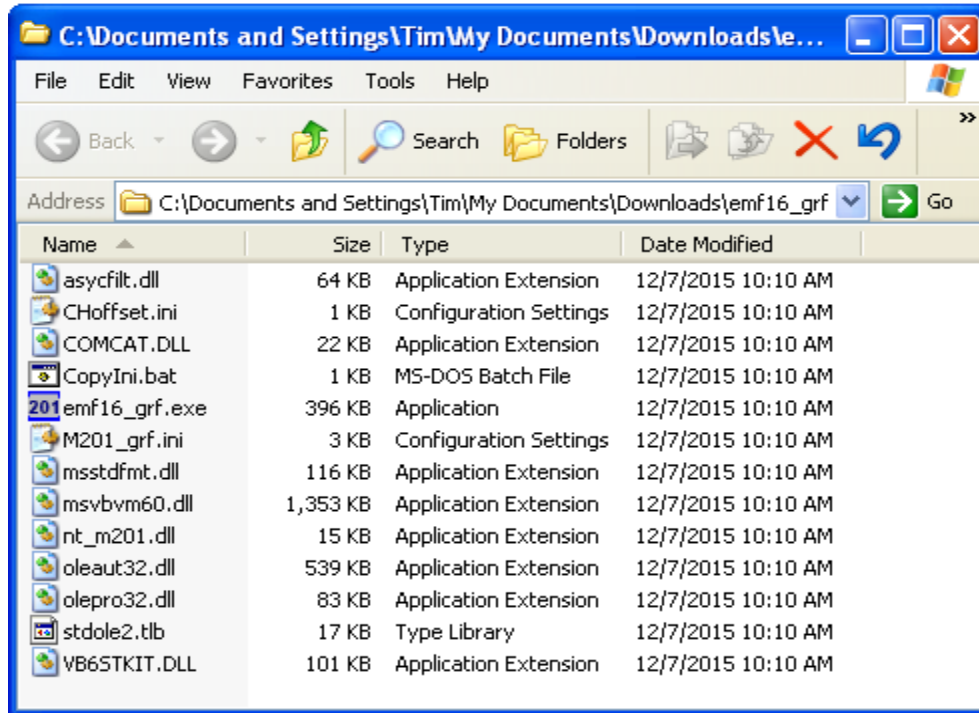 C:\Documents and Settings\Tim\My Documents\Downloads\e...
File Edit View Favorites Tools Help
Back Search Folders »
Address C:\Documents and Settings\Tim\My Documents\Downloads\emf16_grf Go
Name Size Type Date Modified
asycfilt.dll 64 KB Application Extension 12/7/2015 10:10 AM
CHoffset.ini 1 KB Configuration Settings 12/7/2015 10:10 AM
COMCAT.DLL 22 KB Application Extension 12/7/2015 10:10 AM
CopyIni.bat 1 KB MS-DOS Batch File 12/7/2015 10:10 AM
201 emf16_grf.exe 396 KB Application 12/7/2015 10:10 AM
M201_grf.ini 3 KB Configuration Settings 12/7/2015 10:10 AM
msstdfmt.dll 116 KB Application Extension 12/7/2015 10:10 AM
msvbvm60.dll 1,353 KB Application Extension 12/7/2015 10:10 AM
nt_m201.dll 15 KB Application Extension 12/7/2015 10:10 AM
oleaut32.dll 539 KB Application Extension 12/7/2015 10:10 AM
olepro32.dll 83 KB Application Extension 12/7/2015 10:10 AM
stdole2.tlb 17 KB Type Library 12/7/2015 10:10 AM
VB6STKIT.DLL 101 KB Application Extension 12/7/2015 10:10 AM